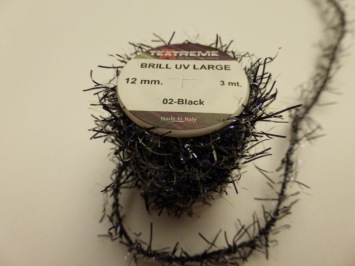 TEXTREME
BRILL UV LARGE
12 mm. 3 mt.
02-Black
Made in Italy